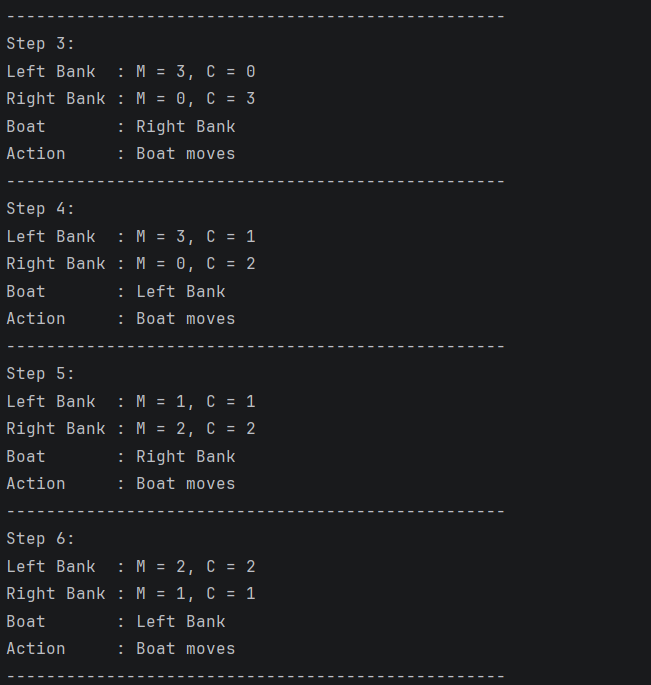 --------------------------------------------------
Step 3:
Left Bank  : M = 3, C = 0
Right Bank : M = 0, C = 3
Boat       : Right Bank
Action     : Boat moves
--------------------------------------------------
Step 4:
Left Bank  : M = 3, C = 1
Right Bank : M = 0, C = 2
Boat       : Left Bank
Action     : Boat moves
--------------------------------------------------
Step 5:
Left Bank  : M = 1, C = 1
Right Bank : M = 2, C = 2
Boat       : Right Bank
Action     : Boat moves
--------------------------------------------------
Step 6:
Left Bank  : M = 2, C = 2
Right Bank : M = 1, C = 1
Boat       : Left Bank
Action     : Boat moves
--------------------------------------------------